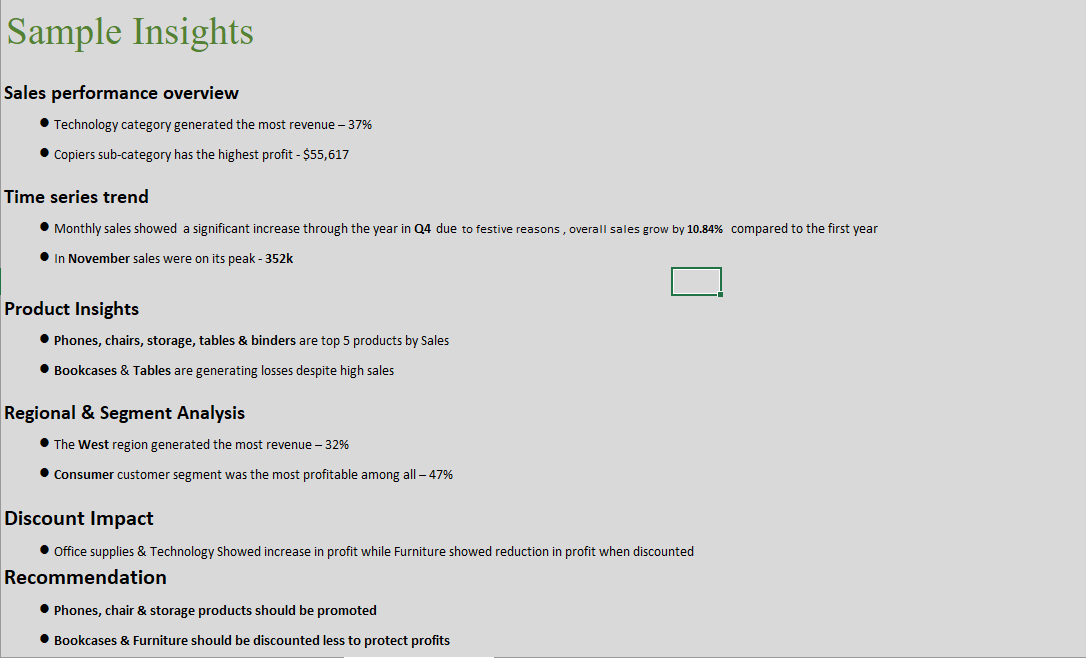 Sample Insights
Sales performance overview
● Technology category generated the most revenue – 37%
● Copiers sub-category has the highest profit - $55,617
Time series trend
● Monthly sales showed  a significant increase through the year in Q4 due to festive reasons , overall sales grow by 10.84%  compared to the first year
● In November sales were on its peak - 352k
Product Insights
● Phones, chairs, storage, tables & binders are top 5 products by Sales
● Bookcases & Tables are generating losses despite high sales
Regional & Segment Analysis
● The West region generated the most revenue – 32%
● Consumer customer segment was the most profitable among all – 47%
Discount Impact
● Office supplies & Technology Showed increase in profit while Furniture showed reduction in profit when discounted
Recommendation
● Phones, chair & storage products should be promoted
● Bookcases & Furniture should be discounted less to protect profits